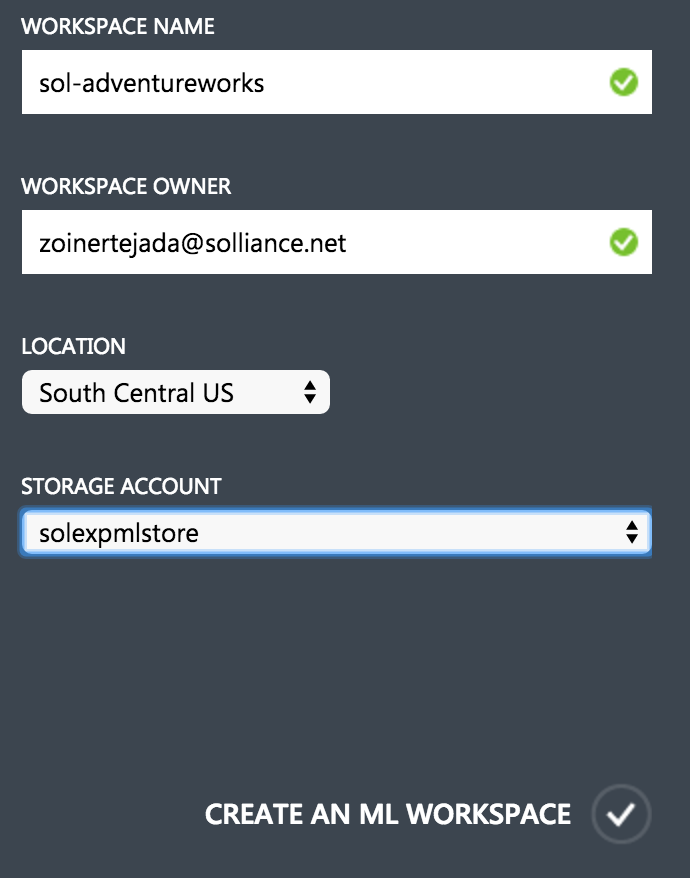 WORKSPACE NAME
sol-adventureworks
WORKSPACE OWNER
zoinertejada@solliance.net
LOCATION
South Central US
STORAGE ACCOUNT
solexpmlstore
CREATE AN ML WORKSPACE